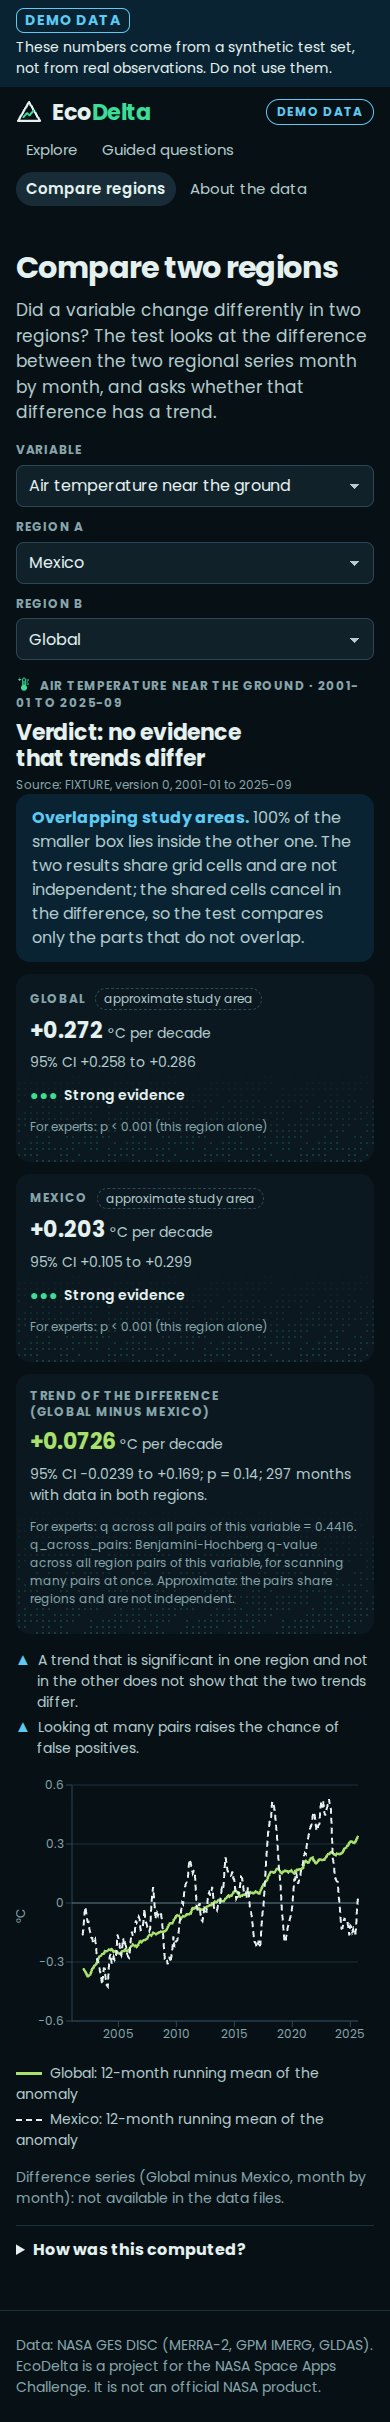 DEMO DATA
These numbers come from a synthetic test set,
not from real observations. Do not use them.
EcoDelta
DEMO DATA
Explore Guided questions
Compare regions About the data
Compare two regions
Did a variable change differently in two
regions? The test looks at the difference
between the two regional series month
by month, and asks whether that
difference has a trend.
VARIABLE
Air temperature near the ground
REGION A
Mexico
REGION B
Global
AIR TEMPERATURE NEAR THE GROUND · 2001-
01 TO 2025-09
Verdict: no evidence
that trends differ
Source: FIXTURE, version 0, 2001-01 to 2025-09
Overlapping study areas. 100% of the
smaller box lies inside the other one. The
two results share grid cells and are not
independent; the shared cells cancel in
the difference, so the test compares
only the parts that do not overlap.
GLOBAL approximate study area
+0.272 °C per decade
95% CI +0.258 to +0.286
●●● Strong evidence
For experts: p < 0.001 (this region alone)
MEXICO approximate study area
+0.203 °C per decade
95% CI +0.105 to +0.299
●●● Strong evidence
For experts: p < 0.001 (this region alone)
TREND OF THE DIFFERENCE
(GLOBAL MINUS MEXICO)
+0.0726 °C per decade
95% CI -0.0239 to +0.169; p = 0.14; 297 months
with data in both regions.
For experts: q across all pairs of this variable = 0.4416.
q_across_pairs: Benjamini-Hochberg q-value
across all region pairs of this variable, for scanning
many pairs at once. Approximate: the pairs share
regions and are not independent.
▲ A trend that is significant in one region and not
in the other does not show that the two trends
differ.
▲ Looking at many pairs raises the chance of
false positives.
0.6
0.3
0
−0.3
−0.6
°C
2005 2010 2015 2020 2025
Global: 12-month running mean of the
anomaly
Mexico: 12-month running mean of the
anomaly
Difference series (Global minus Mexico, month by
month): not available in the data files.
▶ How was this computed?
Data: NASA GES DISC (MERRA-2, GPM IMERG, GLDAS).
EcoDelta is a project for the NASA Space Apps
Challenge. It is not an official NASA product.